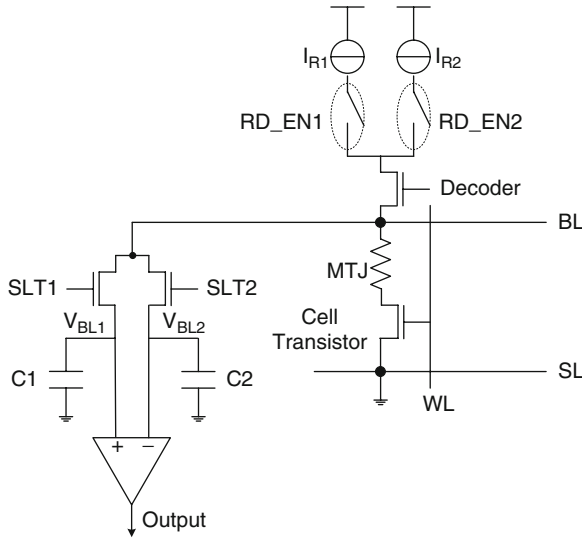 I_R1
I_R2
RD_EN1
RD_EN2
Decoder
BL
MTJ
SLT1
SLT2
V_BL1
V_BL2
Cell
Transistor
C1
C2
SL
WL
+
−
Output